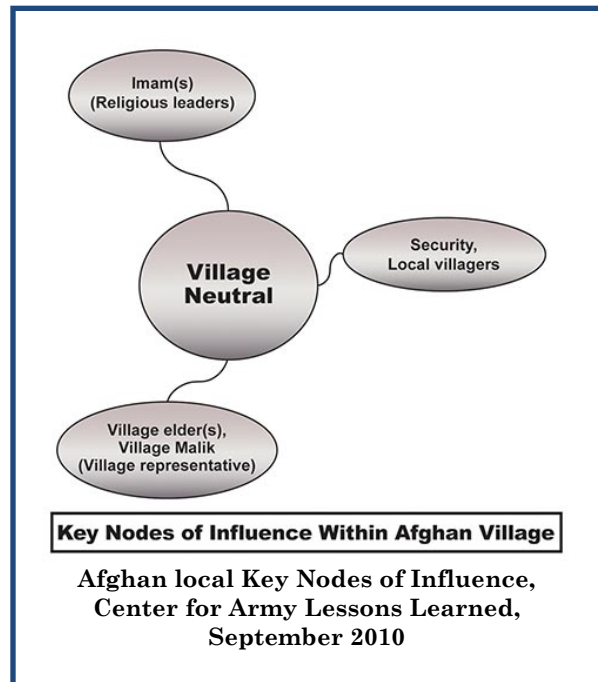 Imam(s)
(Religious leaders)
Village
Neutral
Security,
Local villagers
Village elder(s),
Village Malik
(Village representative)
Key Nodes of Influence Within Afghan Village
Afghan local Key Nodes of Influence,
Center for Army Lessons Learned,
September 2010